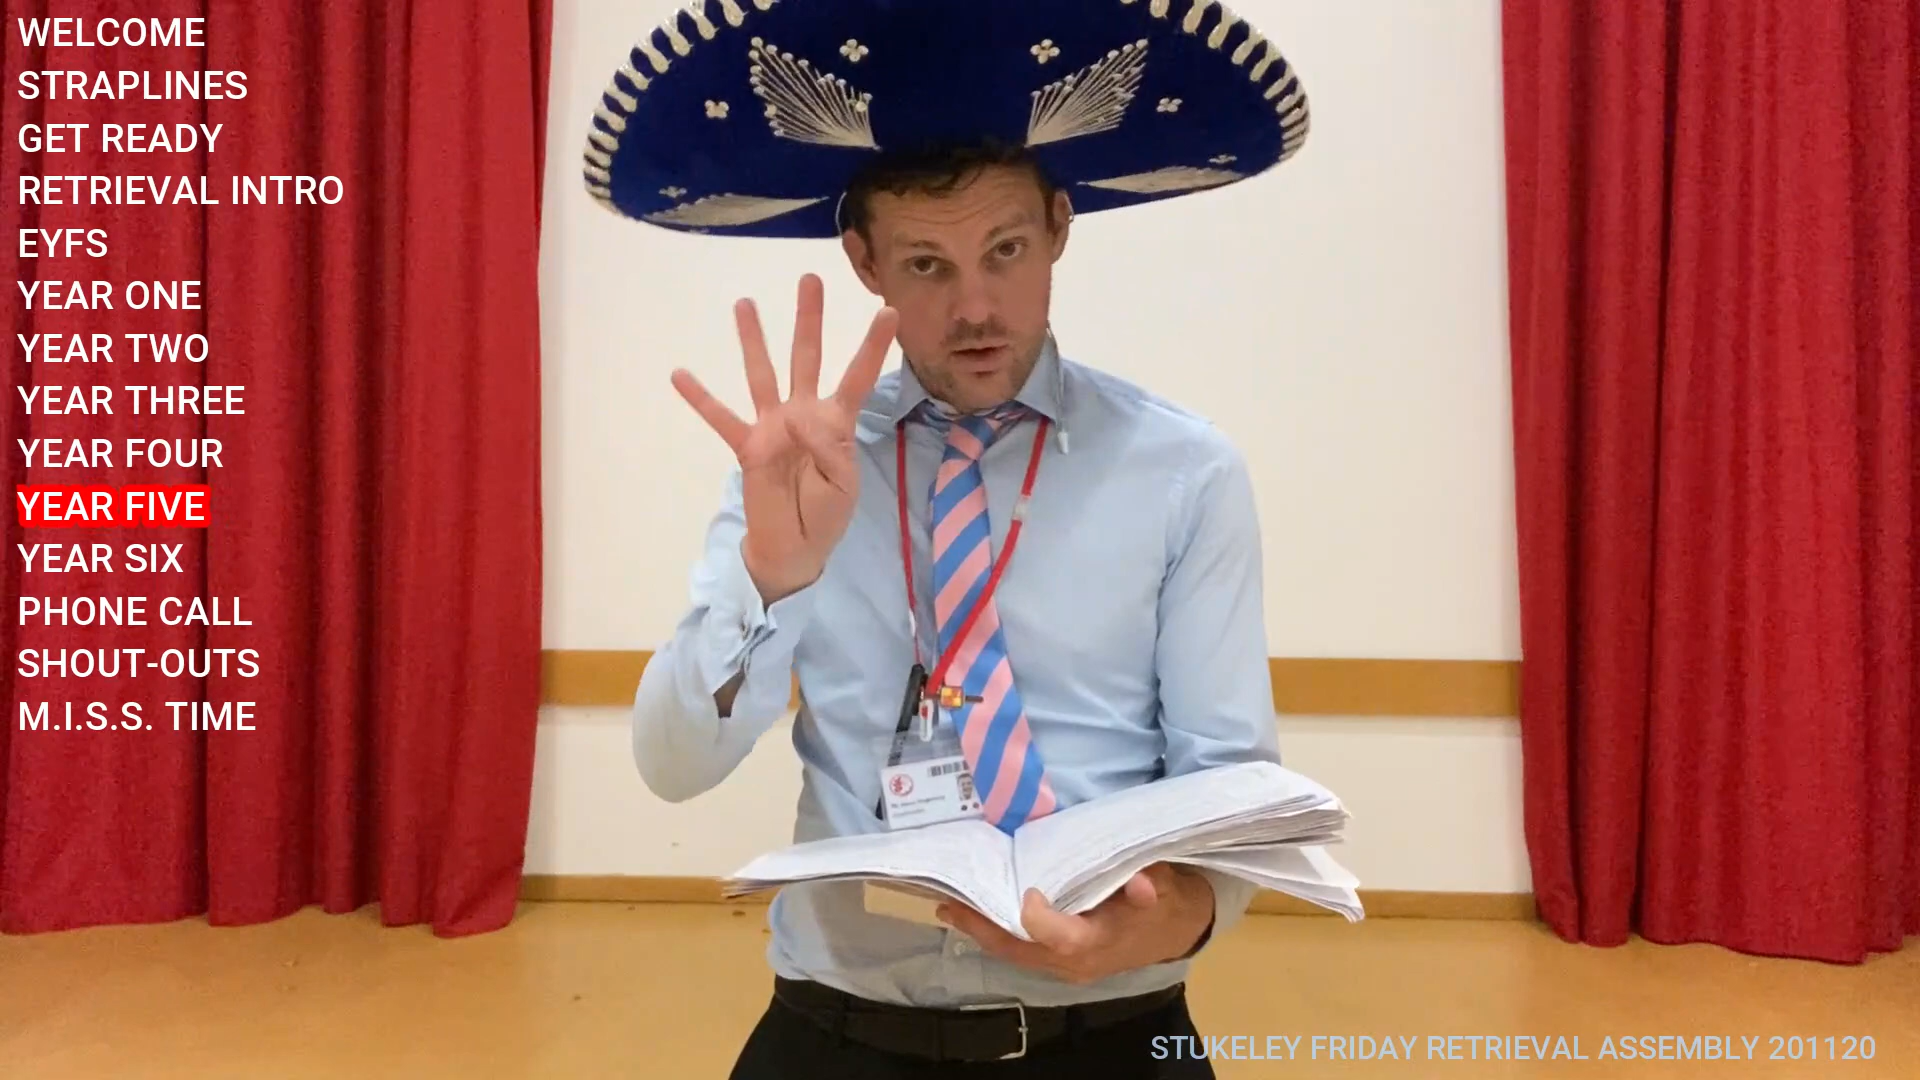 WELCOME
STRAPLINES
GET READY
RETRIEVAL INTRO
EYFS
YEAR ONE
YEAR TWO
YEAR THREE
YEAR FOUR
YEAR FIVE
YEAR SIX
PHONE CALL
SHOUT-OUTS
M.I.S.S. TIME
STUKELEY FRIDAY RETRIEVAL ASSEMBLY 201120